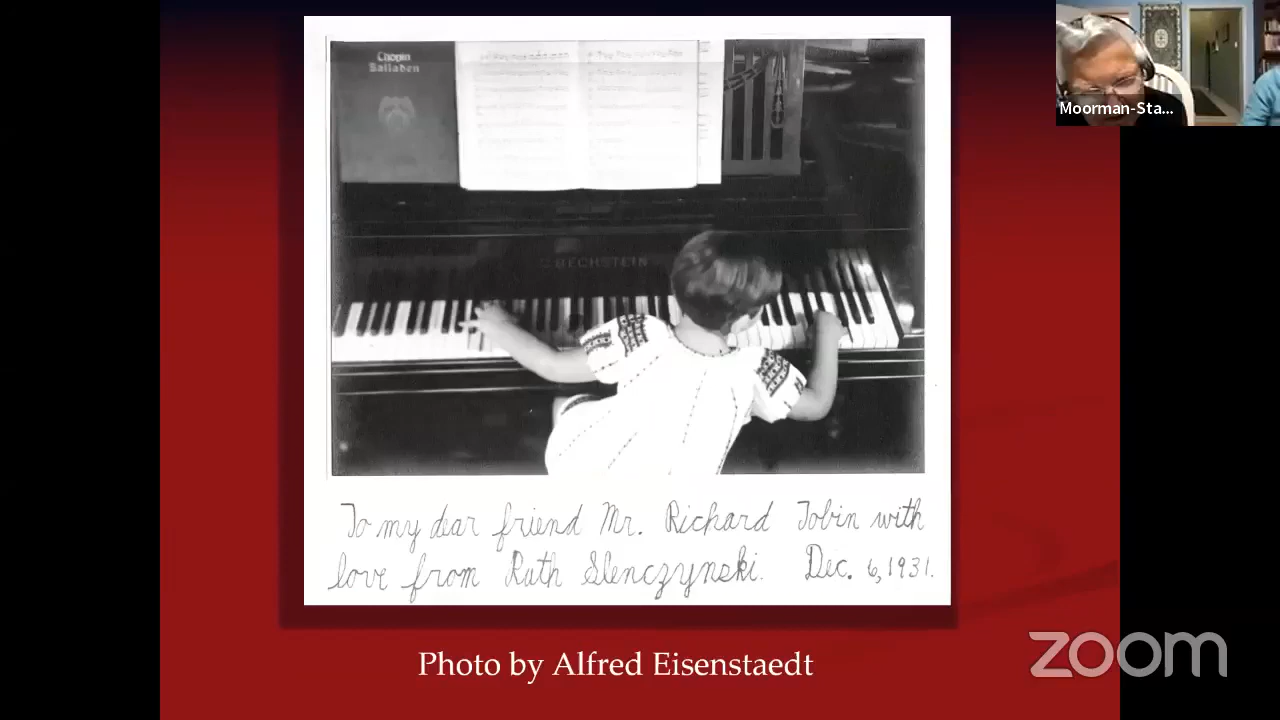 Chopin
Balladen
C. BECHSTEIN
To my dear friend Mr. Richard Tobin with
love from Ruth Slenczynski. Dec. 6, 1931.
Photo by Alfred Eisenstaedt
Moorman-Sta...
zoom